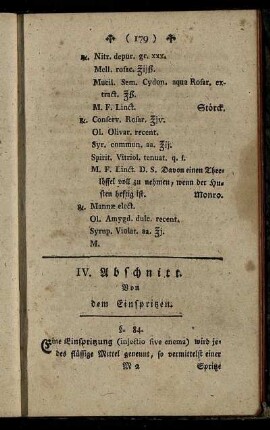 ( 179 )
℞. Nitr. depur. gr. xxx.
Mell. rosac. ℥ijß.
Mucil. Sem. Cydon. aqua Rosar. ex-
tract. ℥ß.
M. F. Linct. Störck.
℞. Conserv. Rosar. ℥iv.
Ol. Olivar. recent.
Syr. commun. aa. ℥ij.
Spirit. Vitriol. tenuat. q. f.
M. F. Linct. D. S. Davon einen Thee-
löffel voll zu nehmen, wenn der Hu-
sten heftig ist. Monro.
℞. Mannæ elect.
Ol. Amygd. dulc. recent.
Syrup. Violar. aa. ℥j.
M.
IV. Abschnitt.
Von
dem Einspritzen.
§. 84.
Eine Einspritzung (injectio sive enema) wird je-
des flüssige Mittel genennt, so vermittelst einer
M 2 Spritze